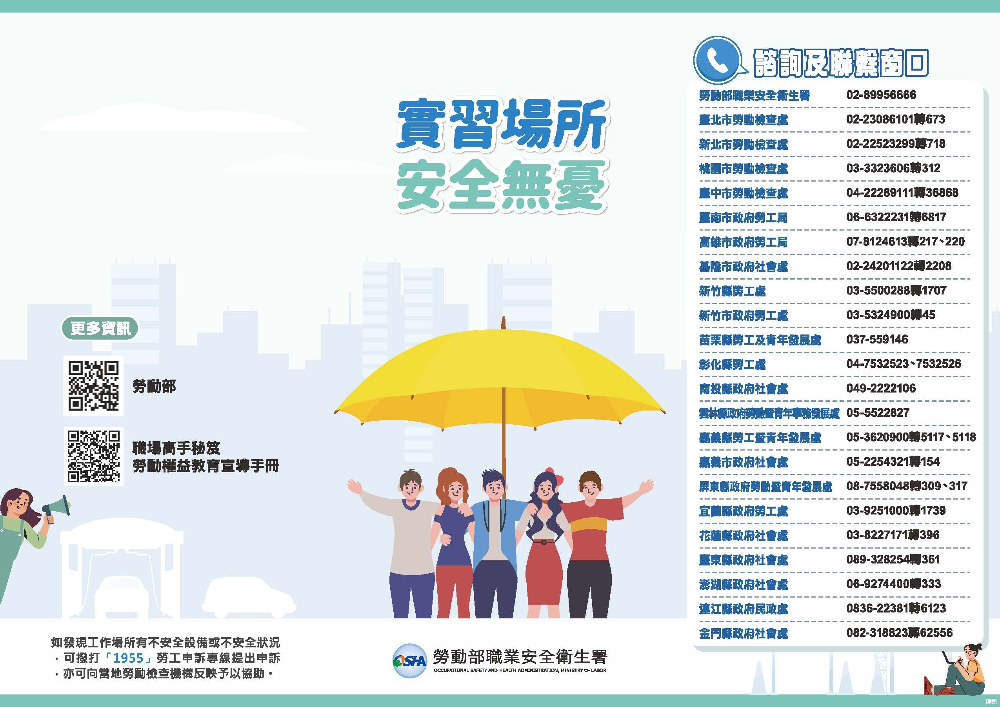 更多資訊
勞動部
職場高手秘笈
勞動權益教育宣導手冊
如發現工作場所有不安全設備或不安全狀況
，可撥打「1955」勞工申訴專線提出申訴
，亦可向當地勞動檢查機構反映予以協助。
實習場所
安全無憂
OSHA
勞動部職業安全衛生署
OCCUPATIONAL SAFETY AND HEALTH ADMINISTRATION, MINISTRY OF LABOR
諮詢及聯繫窗口
勞動部職業安全衛生署 02-89956666
臺北市勞動檢查處 02-23086101轉673
新北市勞動檢查處 02-22523299轉718
桃園市勞動檢查處 03-3323606轉312
臺中市勞動檢查處 04-22289111轉36868
臺南市政府勞工局 06-6322231轉6817
高雄市政府勞工局 07-8124613轉217、220
基隆市政府社會處 02-24201122轉2208
新竹縣勞工處 03-5500288轉1707
新竹市政府勞工處 03-5324900轉45
苗栗縣勞工及青年發展處 037-559146
彰化縣勞工處 04-7532523、7532526
南投縣政府社會處 049-2222106
雲林縣政府勞動暨青年事務發展處 05-5522827
嘉義縣勞工暨青年發展處 05-3620900轉5117、5118
嘉義市政府社會處 05-2254321轉154
屏東縣政府勞動暨青年發展處 08-7558048轉309、317
宜蘭縣政府勞工處 03-9251000轉1739
花蓮縣政府社會處 03-8227171轉396
臺東縣政府社會處 089-328254轉361
澎湖縣政府社會處 06-9274400轉333
連江縣政府民政處 0836-22381轉6123
金門縣政府社會處 082-318823轉62556
廣告